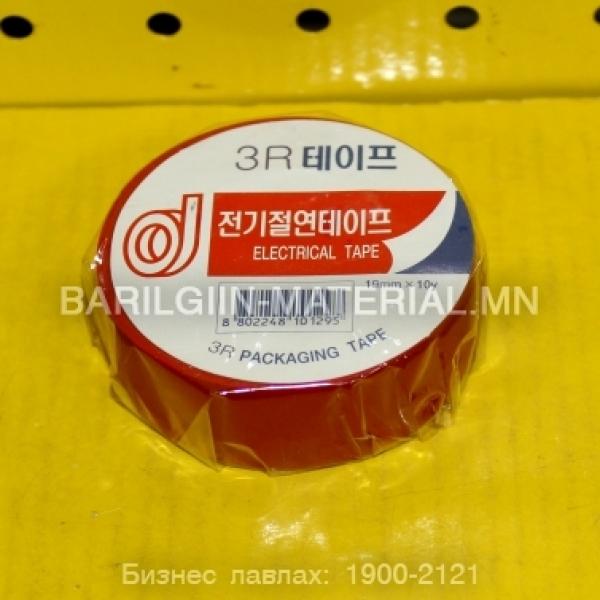 3R 테이프
전기절연테이프
ELECTRICAL TAPE
19mm × 10y
BARILGIIN-MATERIAL.MN
8 802248 101295
3R PACKAGING TAPE
Бизнес лавлах: 1900-2121